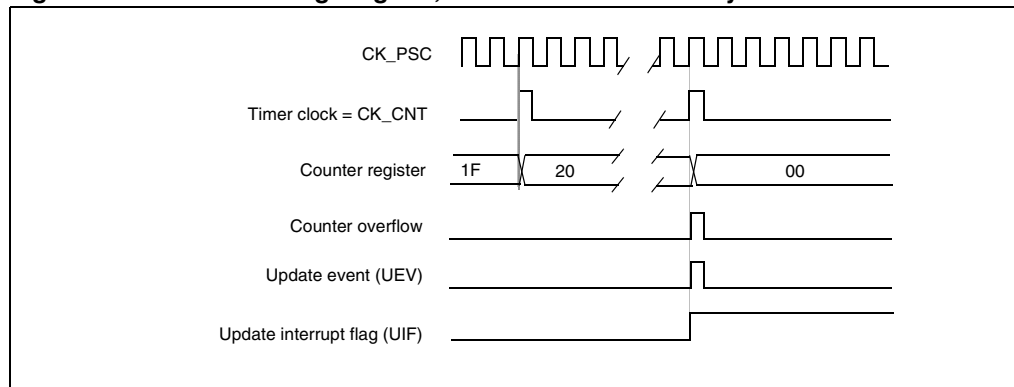 CK_PSC
Timer clock = CK_CNT
Counter register 1F 20 00
Counter overflow
Update event (UEV)
Update interrupt flag (UIF)